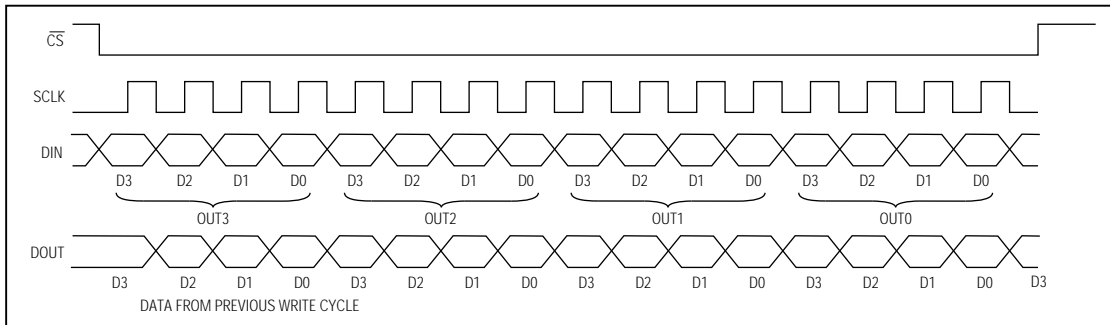 CS
SCLK
DIN
D3 D2 D1 D0 D3 D2 D1 D0 D3 D2 D1 D0 D3 D2 D1 D0
OUT3 OUT2 OUT1 OUT0
DOUT
D3 D2 D1 D0 D3 D2 D1 D0 D3 D2 D1 D0 D3 D2 D1 D0 D3
DATA FROM PREVIOUS WRITE CYCLE